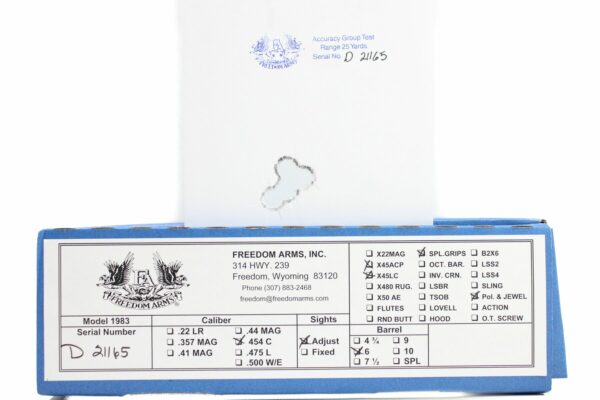 FREEDOM ARMS
Accuracy Group Test
Range 25 Yards
Serial No. D 21165
FREEDOM ARMS
FREEDOM ARMS, INC.
314 HWY. 239
Freedom, Wyoming 83120
Phone (307) 883-2468
freedom@freedomarms.com
X22MAG SPL.GRIPS B2X6
X45ACP OCT. BAR. LSS2
X45LC INV. CRN. LSS4
X480 RUG. LSBR SLING
X50 AE TSOB Pol. & JEWEL
FLUTES LOVELL ACTION
RND BUTT HOOD O.T. SCREW
Model 1983 Caliber Sights Barrel
Serial Number .22 LR .44 MAG Adjust 4 ¾ 9
D 21165 .357 MAG .454 C Fixed 6 10
.41 MAG .475 L 7 ½ SPL
.500 W/E